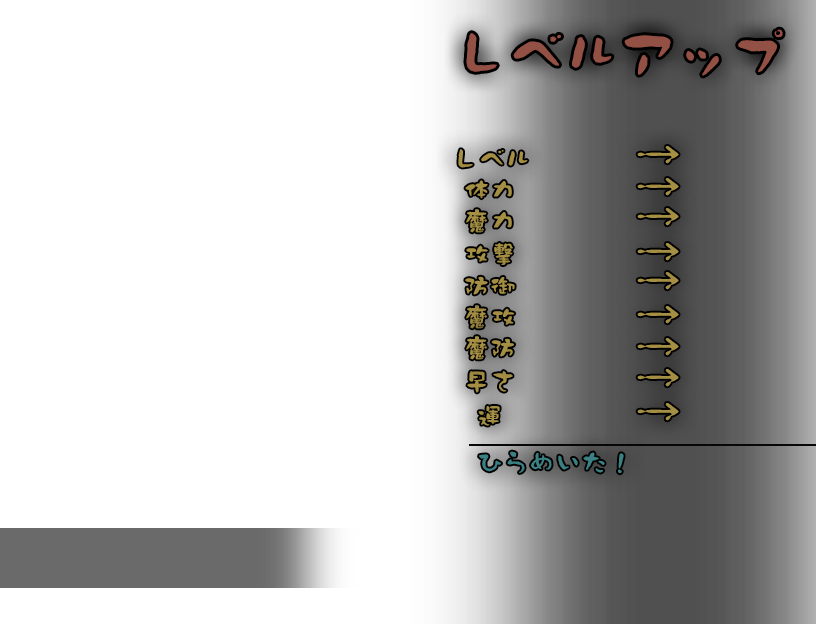 レベルアップ
レベル →
体力 →
魔力 →
攻撃 →
防御 →
魔攻 →
魔防 →
早さ →
運 →
ひらめいた！